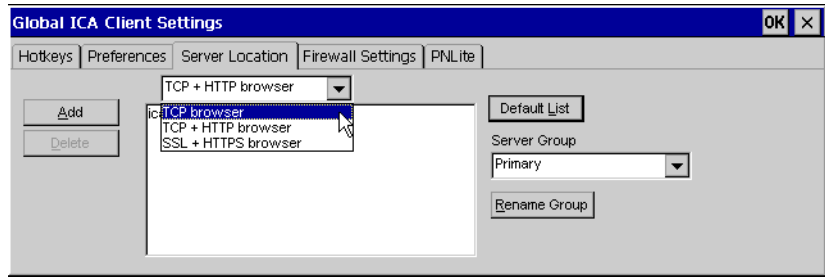 Global ICA Client Settings OK
Hotkeys Preferences Server Location Firewall Settings PNLite
TCP + HTTP browser
Add
Delete
TCP browser
TCP + HTTP browser
SSL + HTTPS browser
Default List
Server Group
Primary
Rename Group